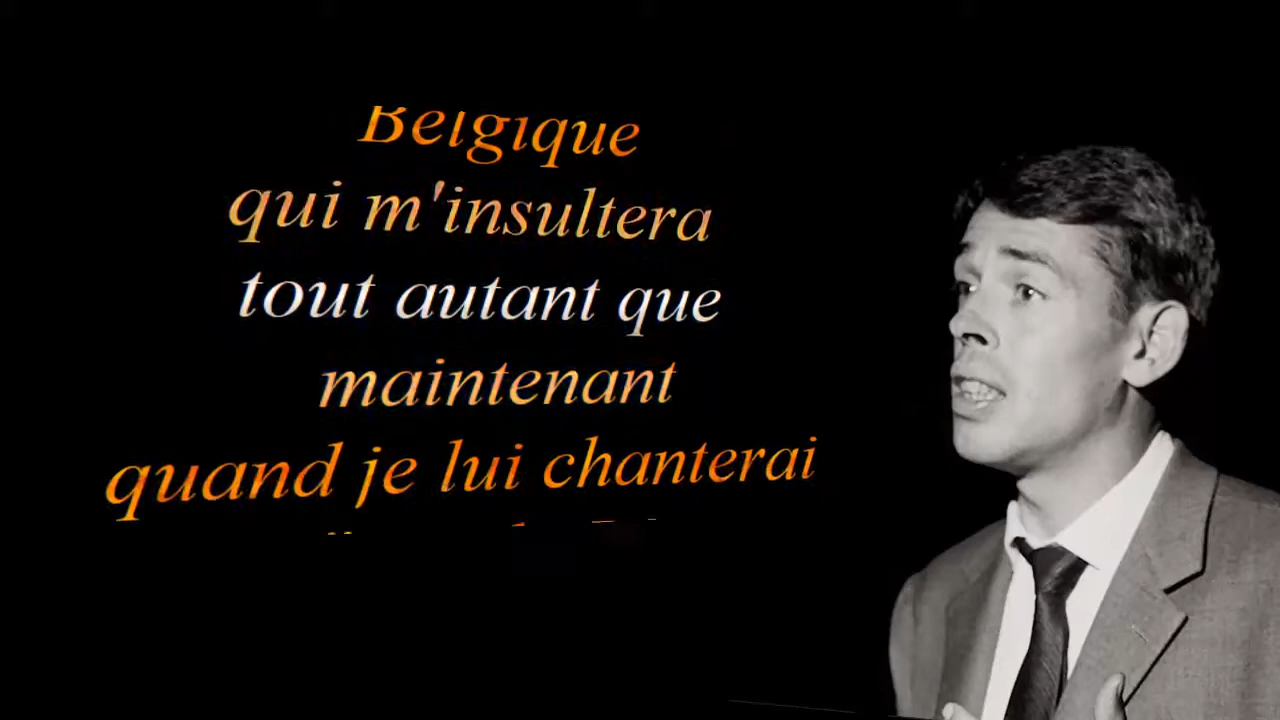 Belgique
qui m'insultera
tout autant que
maintenant
quand je lui chanterai